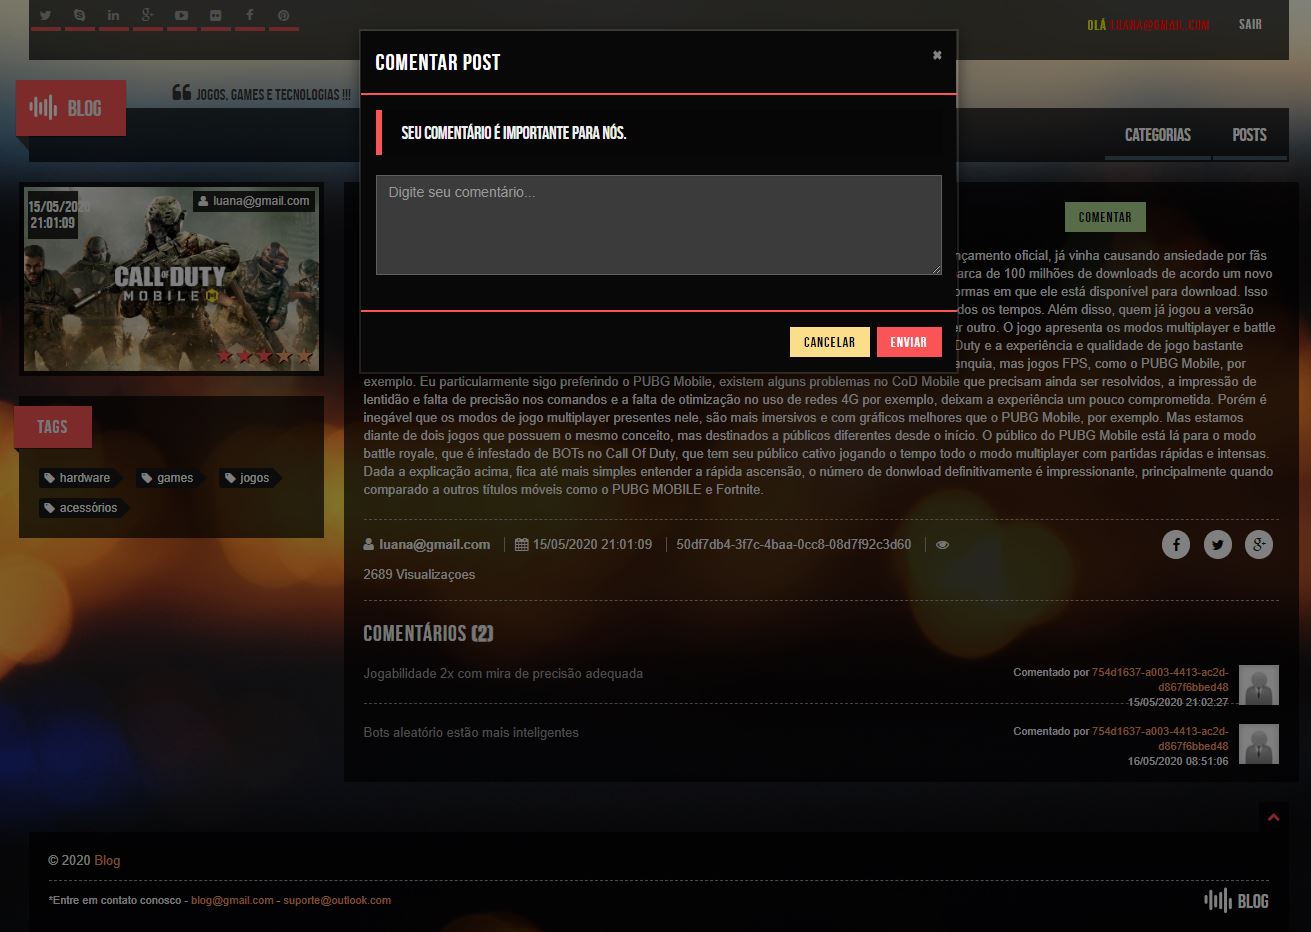 OLÁ LUANA@GMAIL.COM SAIR
COMENTAR POST
BLOG
JOGOS, GAMES E TECNOLOGIAS !!!
SEU COMENTÁRIO É IMPORTANTE PARA NÓS.
CATEGORIAS POSTS
Digite seu comentário...
CANCELAR ENVIAR
15/05/2020
21:01:09
luana@gmail.com
CALL OF DUTY
MOBILE
TAGS
hardware games jogos
acessórios
COMENTAR
nçamento oficial, já vinha causando ansiedade por fãs
arca de 100 milhões de downloads de acordo um novo
ormas em que ele está disponível para download. Isso
dos os tempos. Além disso, quem já jogou a versão
er outro. O jogo apresenta os modos multiplayer e battle
Duty e a experiência e qualidade de jogo bastante
anquia, mas jogos FPS, como o PUBG Mobile, por
exemplo. Eu particularmente sigo preferindo o PUBG Mobile, existem alguns problemas no CoD Mobile que precisam ainda ser resolvidos, a impressão de
lentidão e falta de precisão nos comandos e a falta de otimização no uso de redes 4G por exemplo, deixam a experiência um pouco comprometida. Porém é
inegável que os modos de jogo multiplayer presentes nele, são mais imersivos e com gráficos melhores que o PUBG Mobile, por exemplo. Mas estamos
diante de dois jogos que possuem o mesmo conceito, mas destinados a públicos diferentes desde o início. O público do PUBG Mobile está lá para o modo
battle royale, que é infestado de BOTs no Call Of Duty, que tem seu público cativo jogando o tempo todo o modo multiplayer com partidas rápidas e intensas.
Dada a explicação acima, fica até mais simples entender a rápida ascensão, o número de donwload definitivamente é impressionante, principalmente quando
comparado a outros títulos móveis como o PUBG MOBILE e Fortnite.
luana@gmail.com 15/05/2020 21:01:09 50df7db4-3f7c-4baa-0cc8-08d7f92c3d60
2689 Visualizaçoes
COMENTÁRIOS (2)
Jogabilidade 2x com mira de precisão adequada
Comentado por 754d1637-a003-4413-ac2d-
d867f6bbed48
15/05/2020 21:02:27
Bots aleatório estão mais inteligentes
Comentado por 754d1637-a003-4413-ac2d-
d867f6bbed48
16/05/2020 08:51:06
© 2020 Blog
*Entre em contato conosco - blog@gmail.com - suporte@outlook.com
BLOG